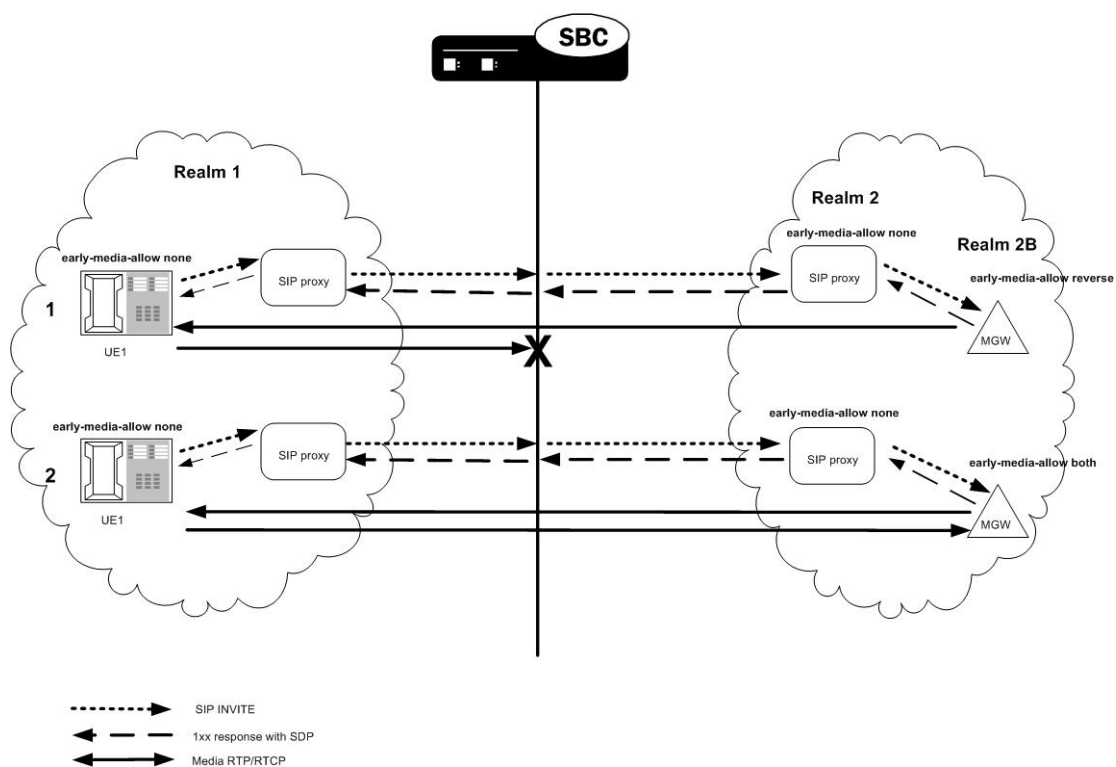 SBC
Realm 1
Realm 2
Realm 2B
early-media-allow none
early-media-allow none
early-media-allow reverse
1
SIP proxy
SIP proxy
UE1
X
MGW
early-media-allow none
early-media-allow none
early-media-allow both
2
SIP proxy
SIP proxy
UE1
MGW
SIP INVITE
1xx response with SDP
Media RTP/RTCP